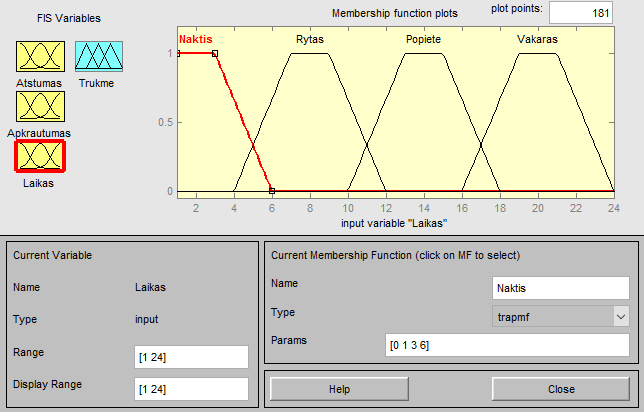 FIS Variables
Membership function plots
plot points:
181
Atstumas
Trukme
Apkrautumas
Laikas
Naktis
Rytas
Popiete
Vakaras
1
0.5
0
2 4 6 8 10 12 14 16 18 20 22 24
input variable "Laikas"
Current Variable
Name Laikas
Type input
Range [1 24]
Display Range [1 24]
Current Membership Function (click on MF to select)
Name Naktis
Type trapmf
Params [0 1 3 6]
Help
Close